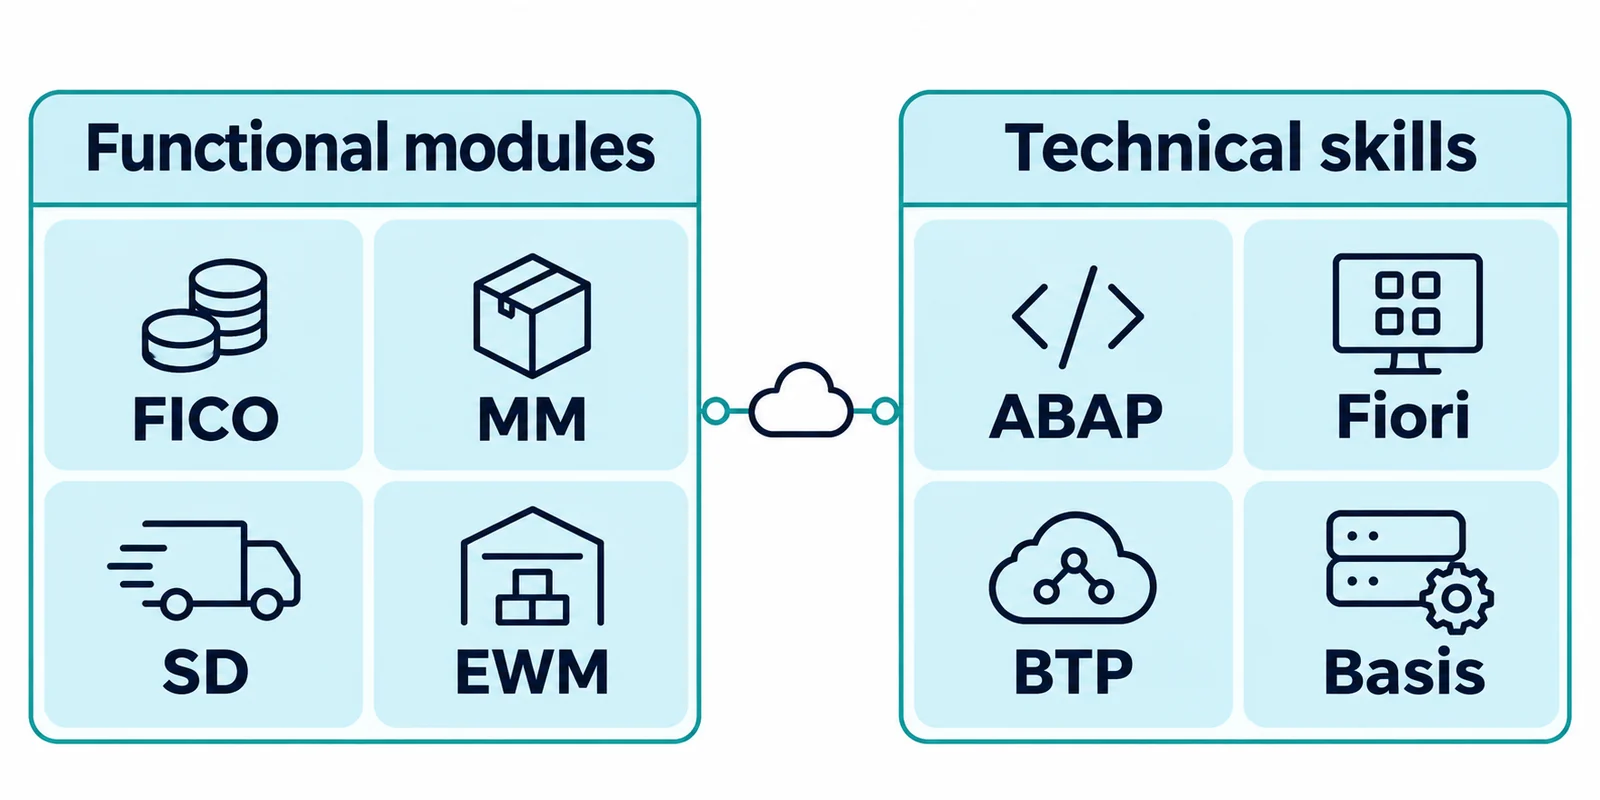 Functional modules
FICO
MM
SD
EWM
Technical skills
ABAP
Fiori
BTP
Basis